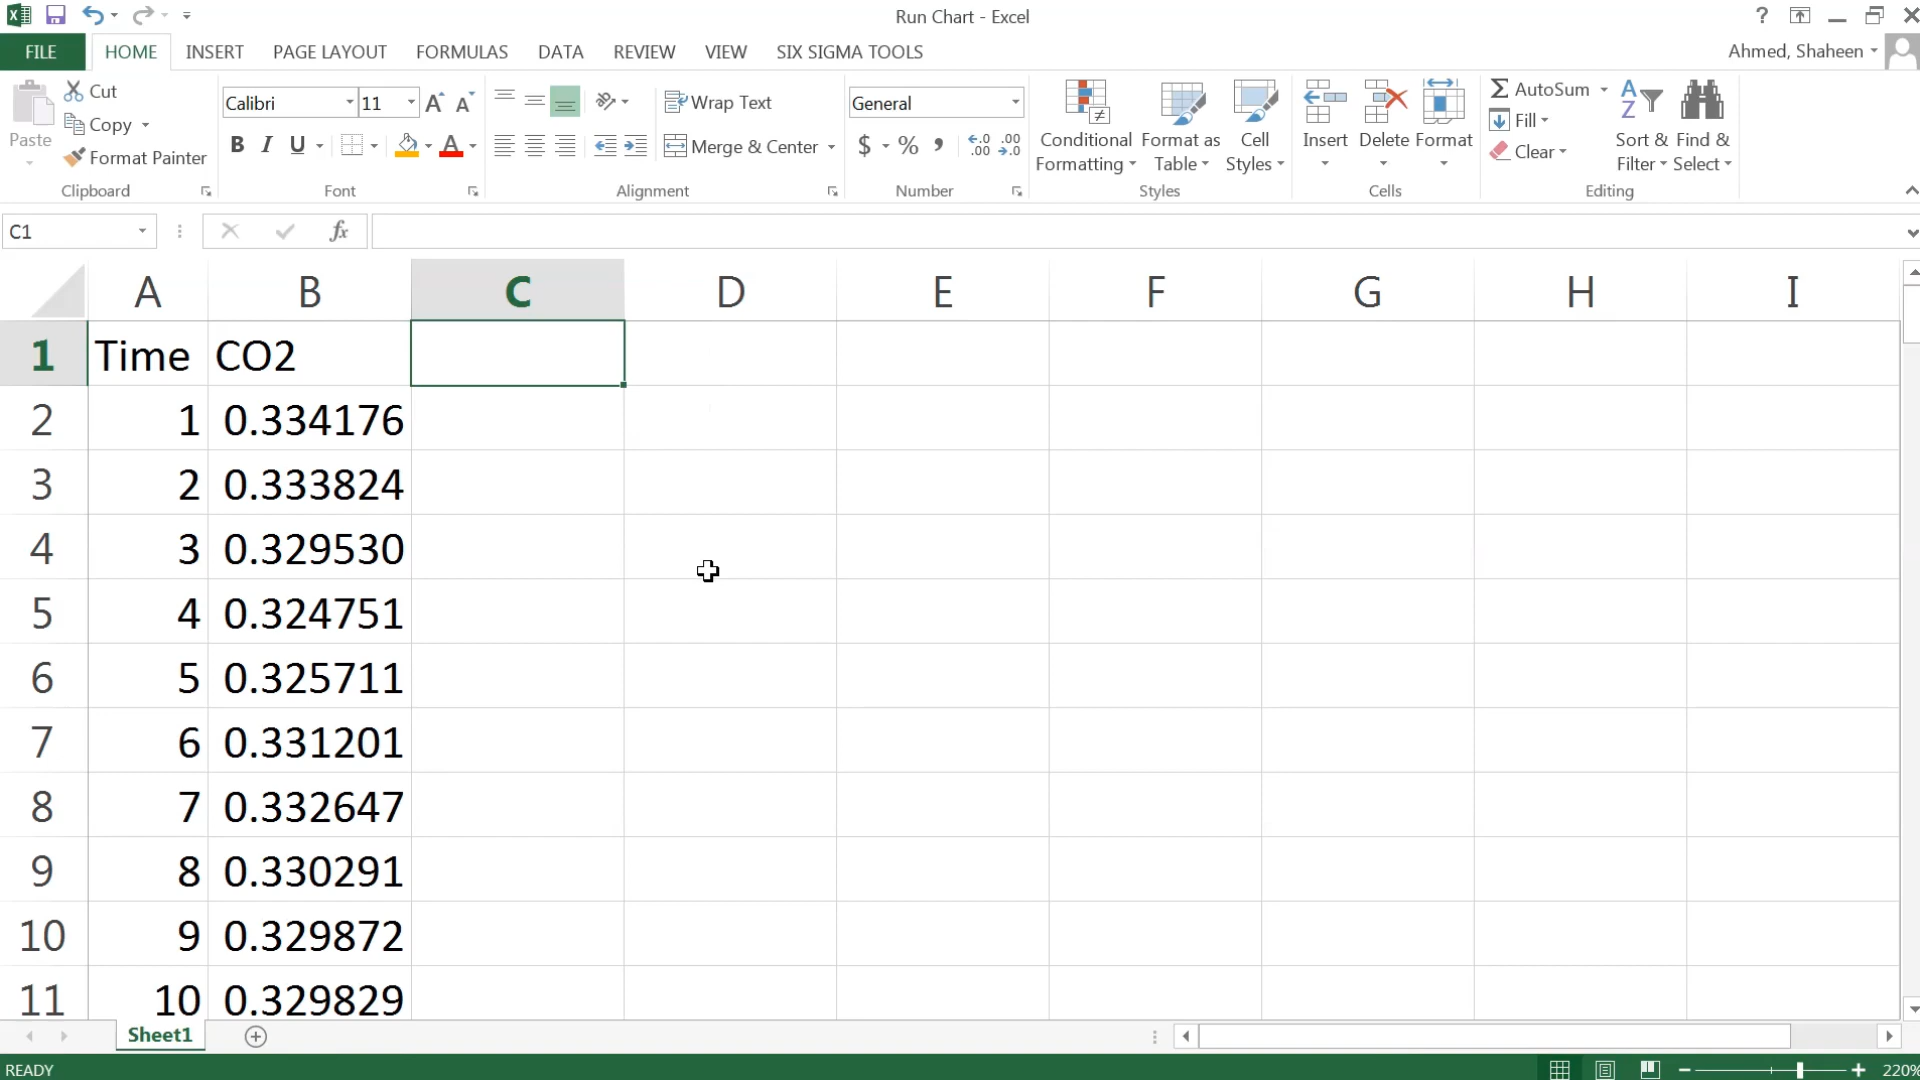 Run Chart - Excel
?
FILE HOME INSERT PAGE LAYOUT FORMULAS DATA REVIEW VIEW SIX SIGMA TOOLS Ahmed, Shaheen
Paste
Cut
Copy
Format Painter
Clipboard
Calibri 11
B I U
Font
Wrap Text
Merge & Center
Alignment
General
$ % ,
Number
Conditional Formatting
Format as Table
Cell Styles
Styles
Insert
Delete
Format
Cells
AutoSum
Fill
Clear
Sort & Filter
Find & Select
Editing
C1 fx
A B C D E F G H I
1 Time CO2
2 1 0.334176
3 2 0.333824
4 3 0.329530
5 4 0.324751
6 5 0.325711
7 6 0.331201
8 7 0.332647
9 8 0.330291
10 9 0.329872
11 10 0.329829
Sheet1
READY 220%